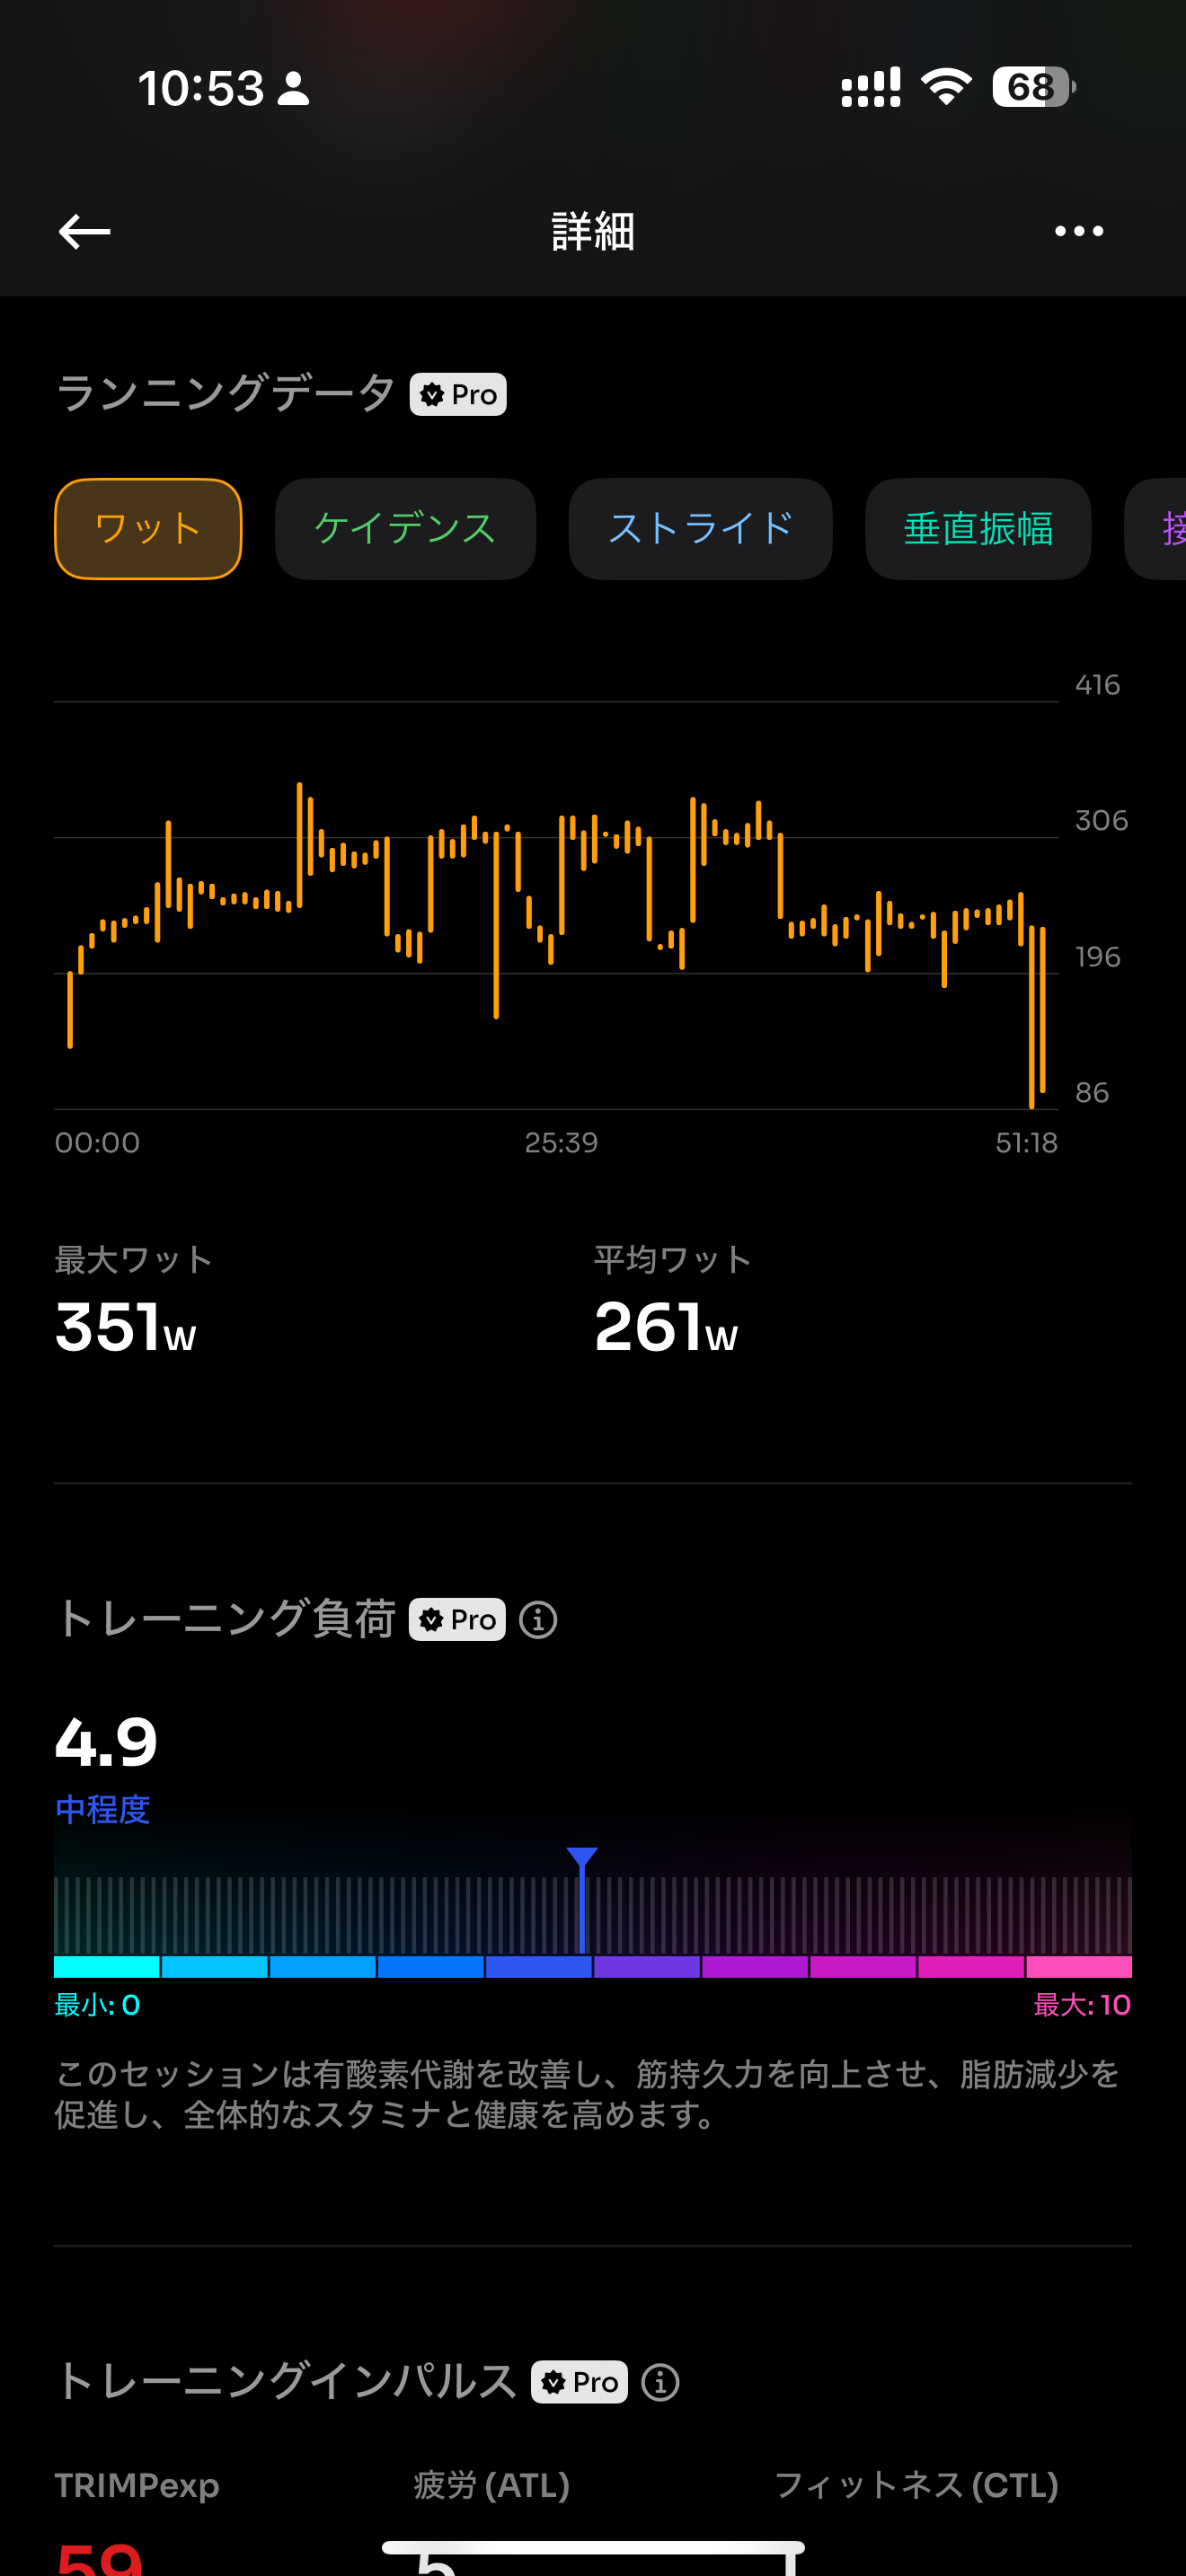 10:53
68
詳細
ランニングデータ Pro
ワット ケイデンス ストライド 垂直振幅 接
416
306
196
86
00:00 25:39 51:18
最大ワット 平均ワット
351W 261W
トレーニング負荷 Pro
4.9
中程度
最小: 0 最大: 10
このセッションは有酸素代謝を改善し、筋持久力を向上させ、脂肪減少を
促進し、全体的なスタミナと健康を高めます。
トレーニングインパルス Pro
TRIMPexp 疲労 (ATL) フィットネス (CTL)
59 5